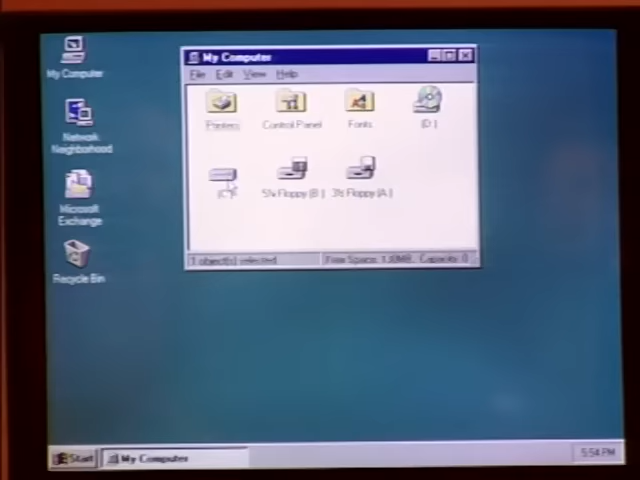 My Computer
My Computer
File Edit View Help
Network
Neighborhood
Microsoft
Exchange
Recycle Bin
Printers Control Panel Fonts (D:)
(C:) 5¼ Floppy (B:) 3½ Floppy (A:)
1 object(s) selected Free Space: 130MB, Capacity:
Start My Computer 5:54 PM